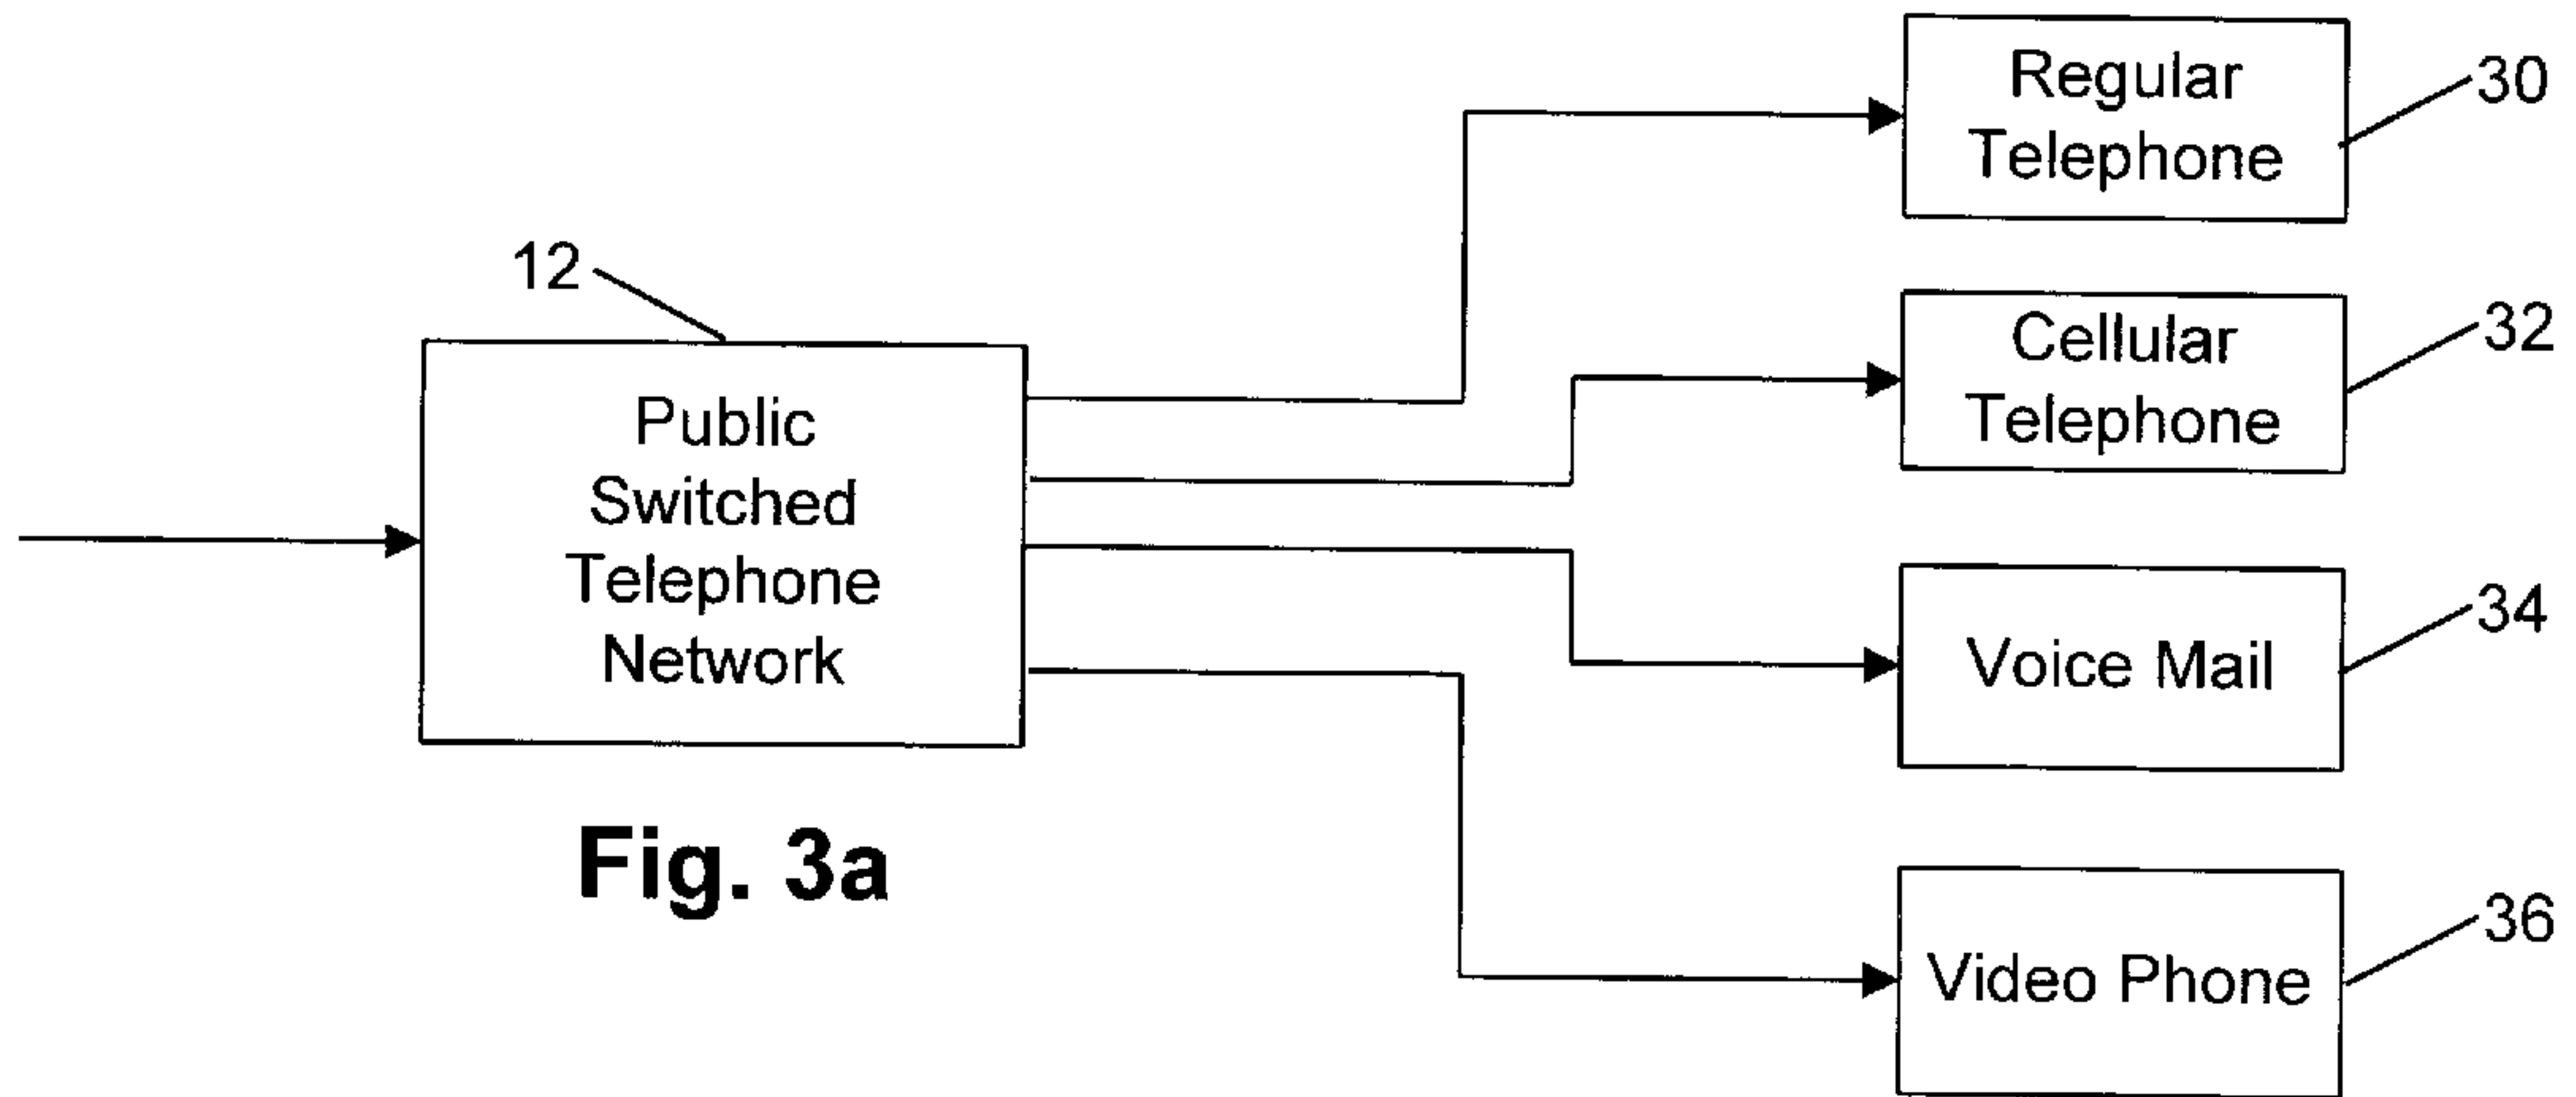 Regular
Telephone
30
12
Cellular
Telephone
32
Public
Switched
Telephone
Network
Voice Mail
34
Fig. 3a
Video Phone
36